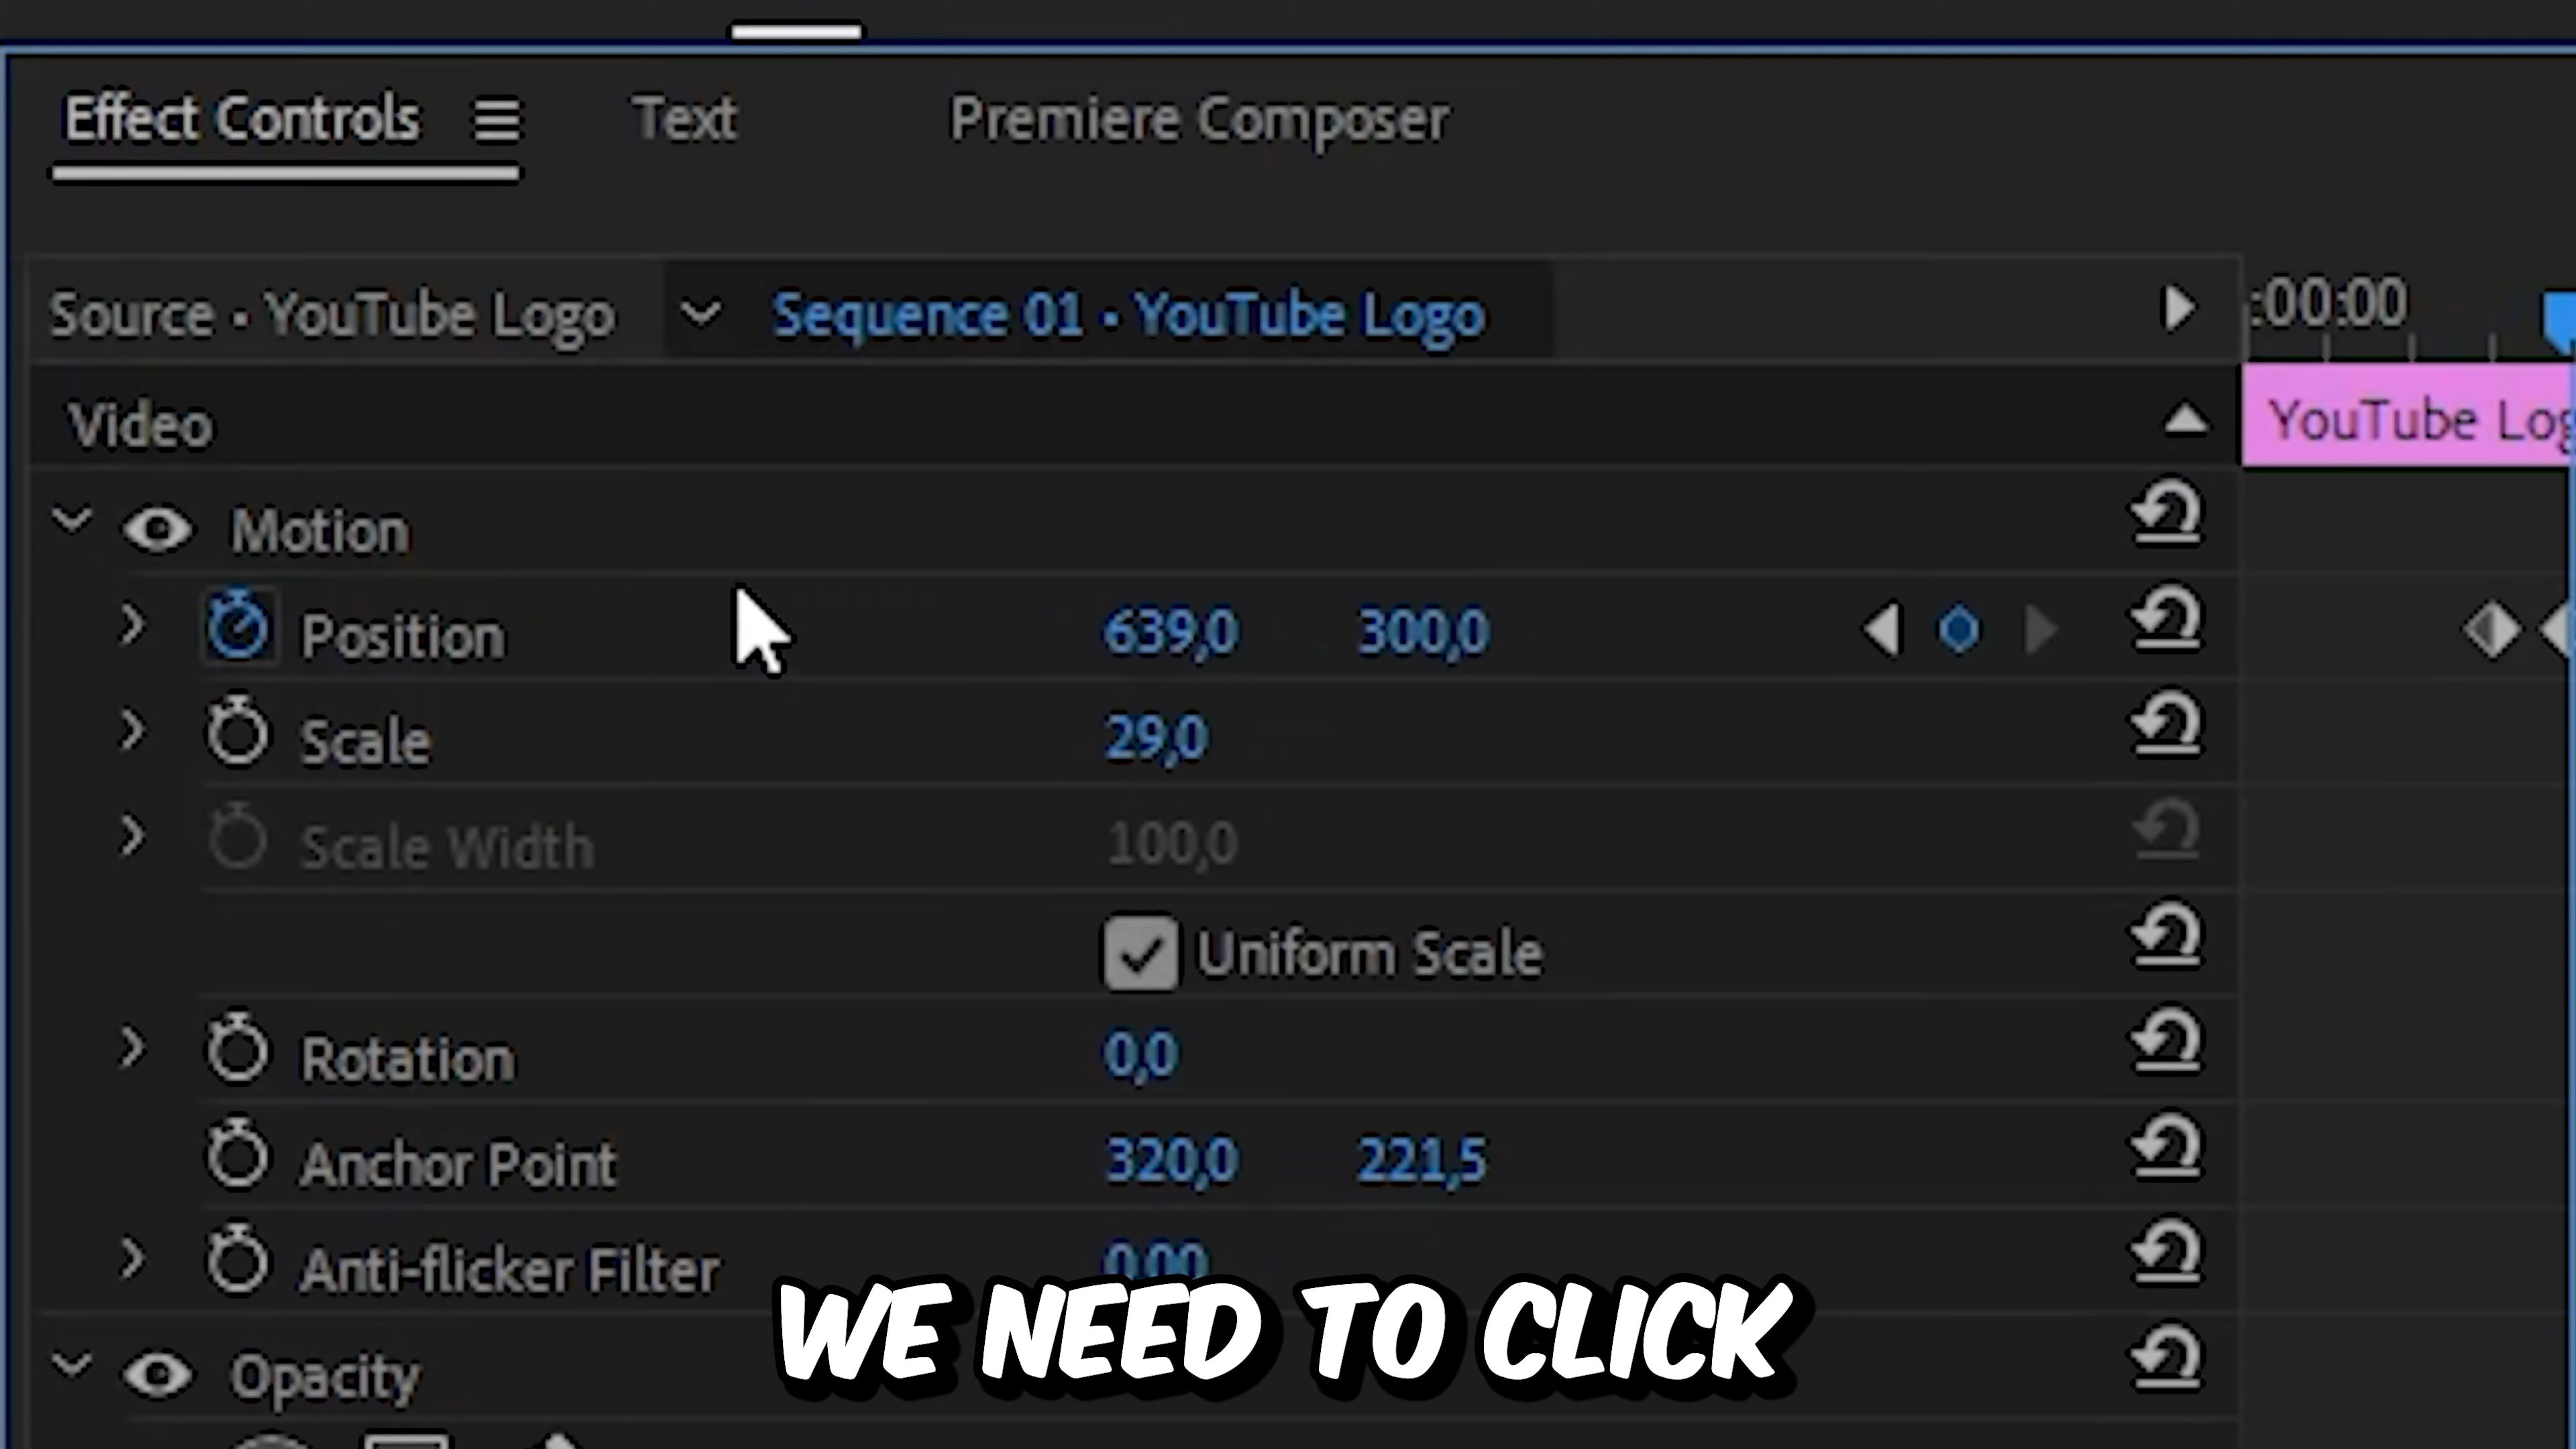 Effect Controls Text Premiere Composer
Source • YouTube Logo Sequence 01 • YouTube Logo :00:00
Video YouTube Log
Motion
Position 639,0 300,0
Scale 29,0
Scale Width 100,0
Uniform Scale
Rotation 0,0
Anchor Point 320,0 221,5
Anti-flicker Filter 0,00
WE NEED TO CLICK
Opacity